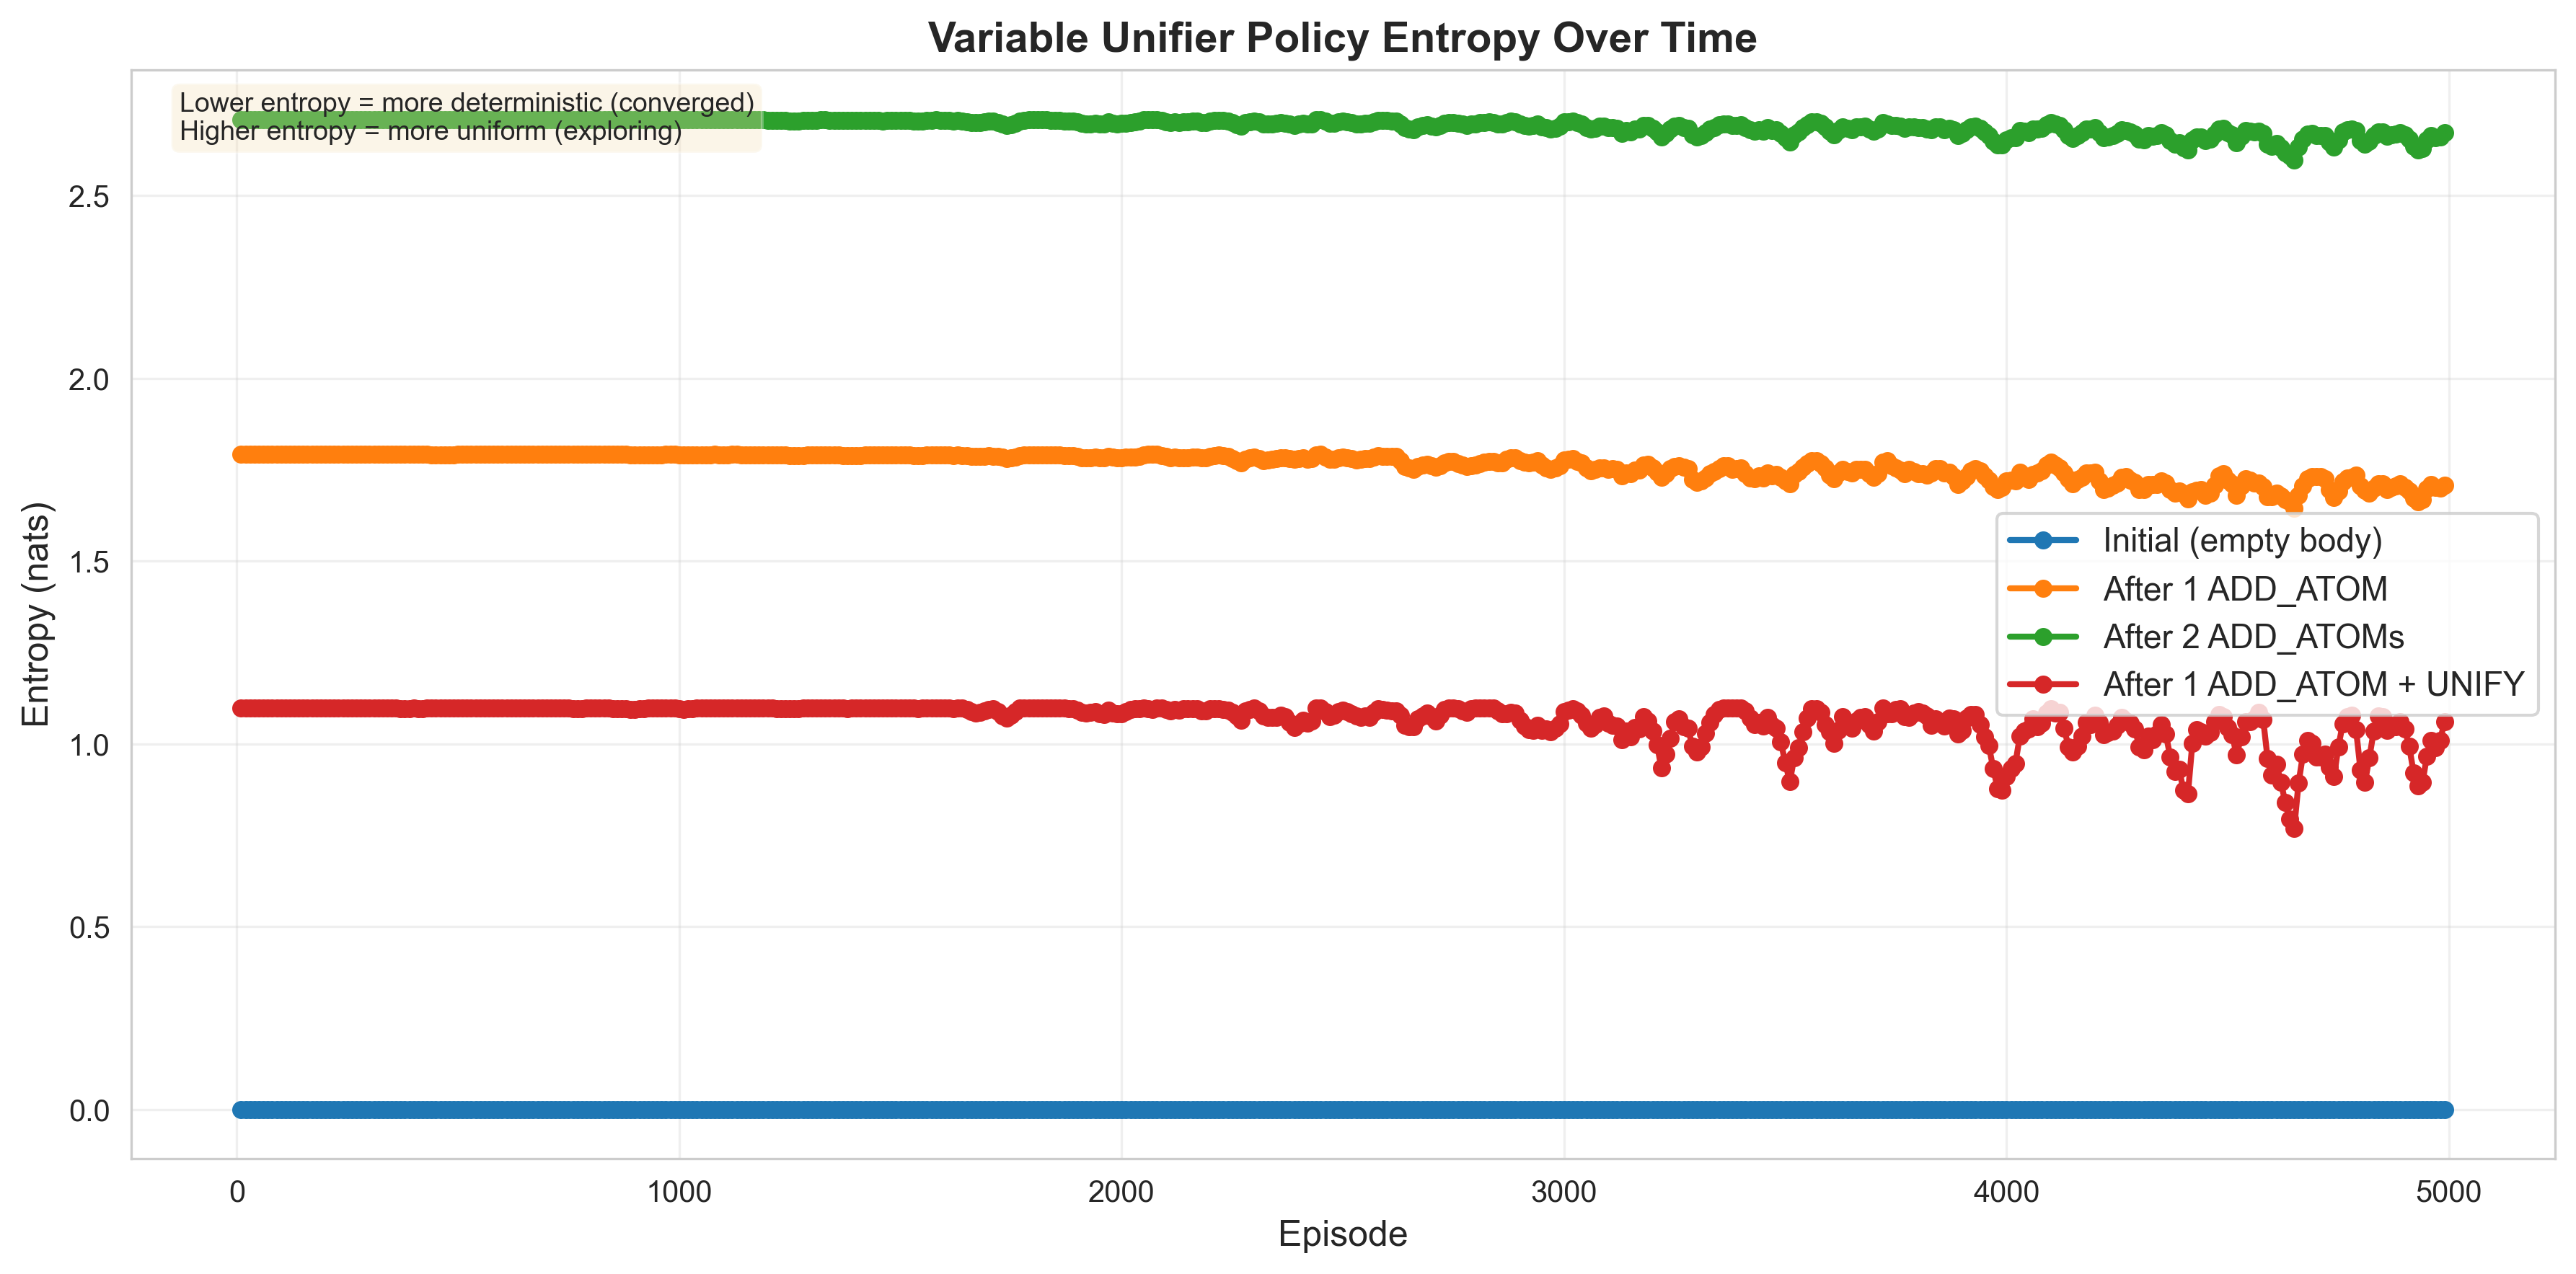 Variable Unifier Policy Entropy Over Time
Lower entropy = more deterministic (converged)
Higher entropy = more uniform (exploring)
Entropy (nats)
2.5
2.0
1.5
1.0
0.5
0.0
Initial (empty body)
After 1 ADD_ATOM
After 2 ADD_ATOMs
After 1 ADD_ATOM + UNIFY
0
1000
2000
3000
4000
5000
Episode